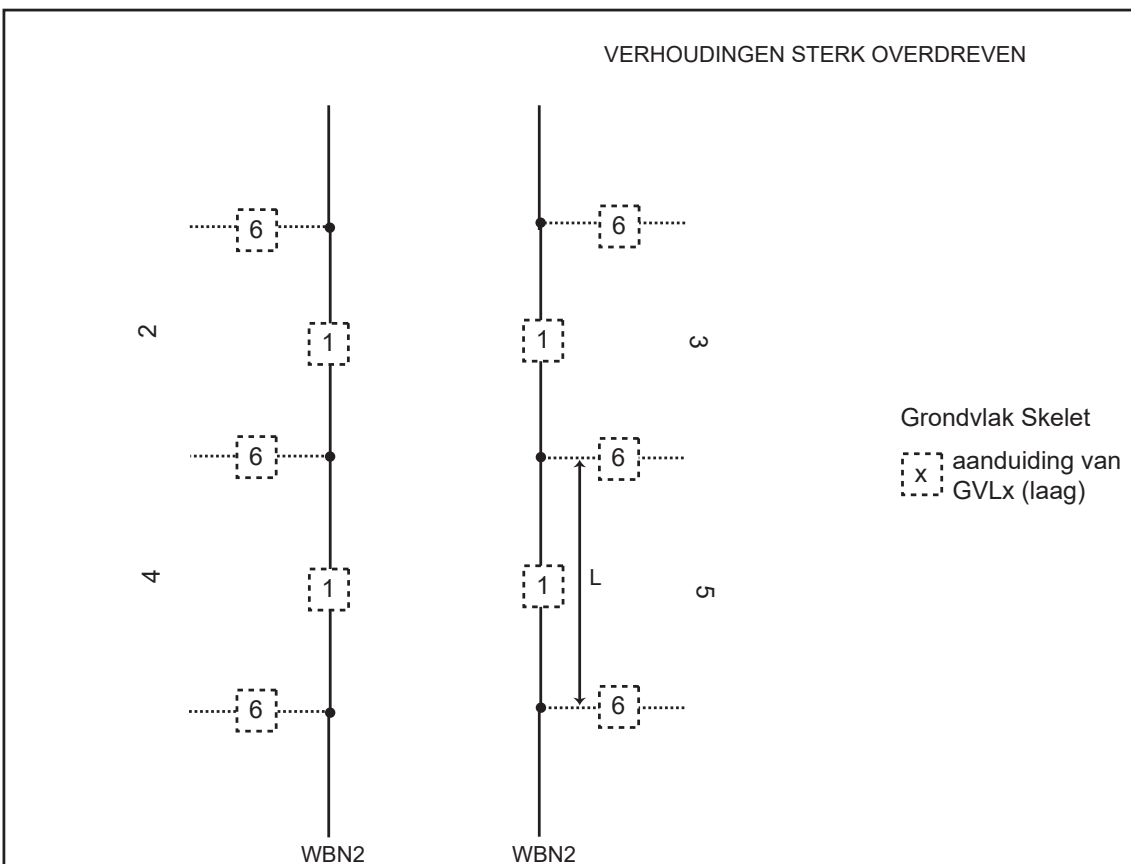 VERHOUDINGEN STERK OVERDREVEN
6 6
2 1 1 3
6 6
Grondvlak Skelet
x aanduiding van
GVLx (laag)
4 1 1 L 5
6 6
WBN2 WBN2